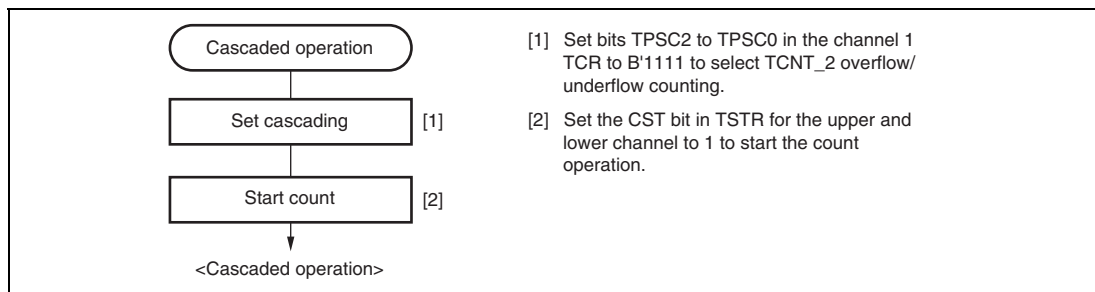 Cascaded operation
Set cascading
[1]
Start count
[2]
<Cascaded operation>
[1] Set bits TPSC2 to TPSC0 in the channel 1
TCR to B'1111 to select TCNT_2 overflow/
underflow counting.
[2] Set the CST bit in TSTR for the upper and
lower channel to 1 to start the count
operation.